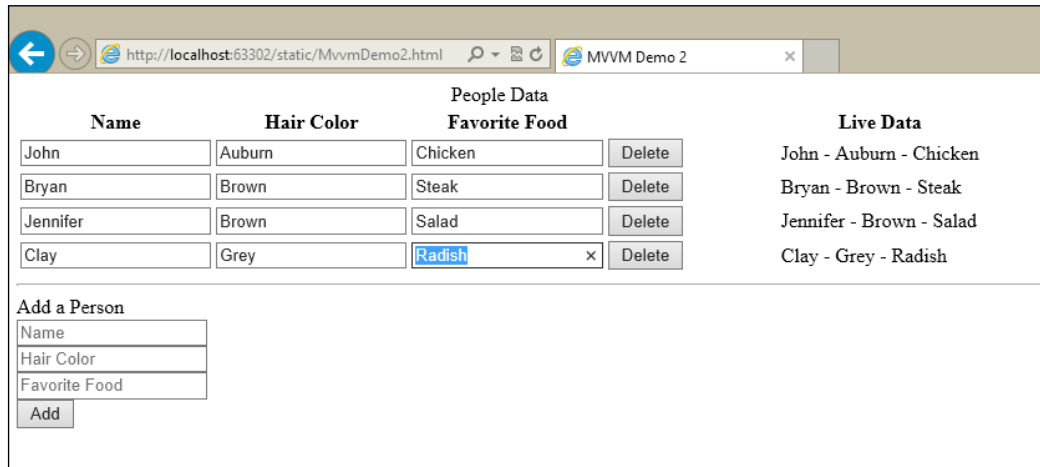 http://localhost:63302/static/MvvmDemo2.html MVVM Demo 2
People Data
Name Hair Color Favorite Food Live Data
John Auburn Chicken Delete John - Auburn - Chicken
Bryan Brown Steak Delete Bryan - Brown - Steak
Jennifer Brown Salad Delete Jennifer - Brown - Salad
Clay Grey Radish Delete Clay - Grey - Radish
Add a Person
Name
Hair Color
Favorite Food
Add